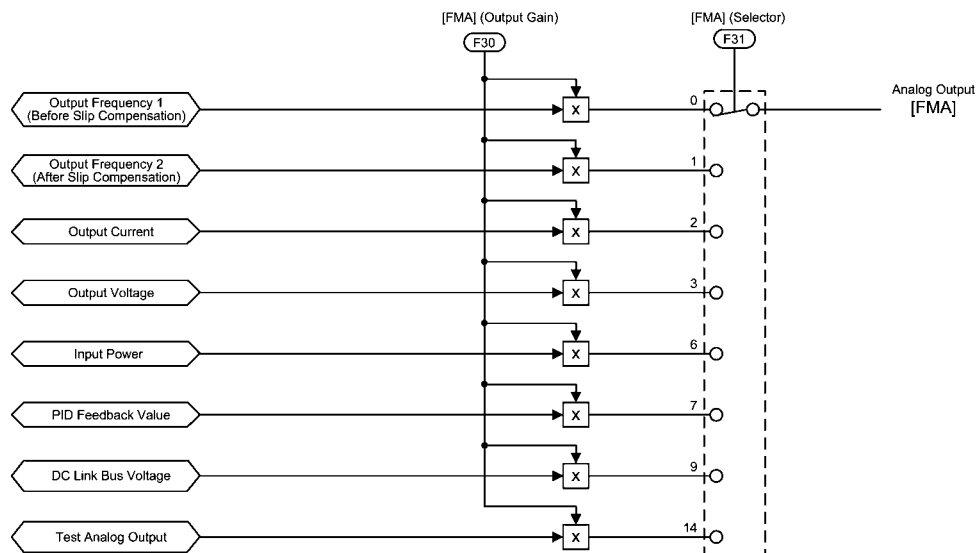 [FMA] (Output Gain)
[FMA] (Selector)
F30
F31
Output Frequency 1
(Before Slip Compensation)
X
0
Analog Output
[FMA]
Output Frequency 2
(After Slip Compensation)
X
1
Output Current
X
2
Output Voltage
X
3
Input Power
X
6
PID Feedback Value
X
7
DC Link Bus Voltage
X
9
Test Analog Output
X
14